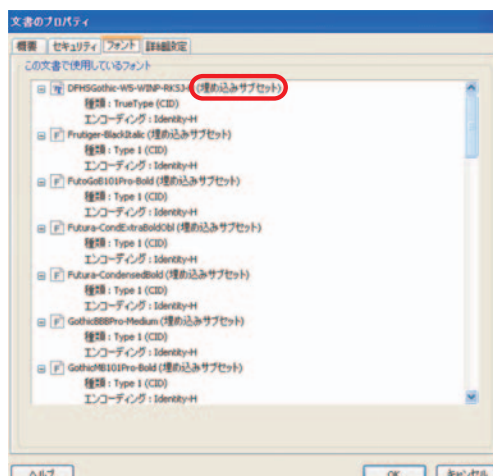 文書のプロパティ
概要 セキュリティ フォント 詳細設定
この文書で使用しているフォント
DFHSGothic-W5-WINP-RKSJ-H (埋め込みサブセット)
種類 : TrueType (CID)
エンコーディング : Identity-H
Frutiger-BlackItalic (埋め込みサブセット)
種類 : Type 1 (CID)
エンコーディング : Identity-H
FutoGoB101Pro-Bold (埋め込みサブセット)
種類 : Type 1 (CID)
エンコーディング : Identity-H
Futura-CondExtraBoldObl (埋め込みサブセット)
種類 : Type 1 (CID)
エンコーディング : Identity-H
Futura-CondensedBold (埋め込みサブセット)
種類 : Type 1 (CID)
エンコーディング : Identity-H
GothicBBBPro-Medium (埋め込みサブセット)
種類 : Type 1 (CID)
エンコーディング : Identity-H
GothicMB101Pro-Bold (埋め込みサブセット)
種類 : Type 1 (CID)
エンコーディング : Identity-H
ヘルプ OK キャンセル